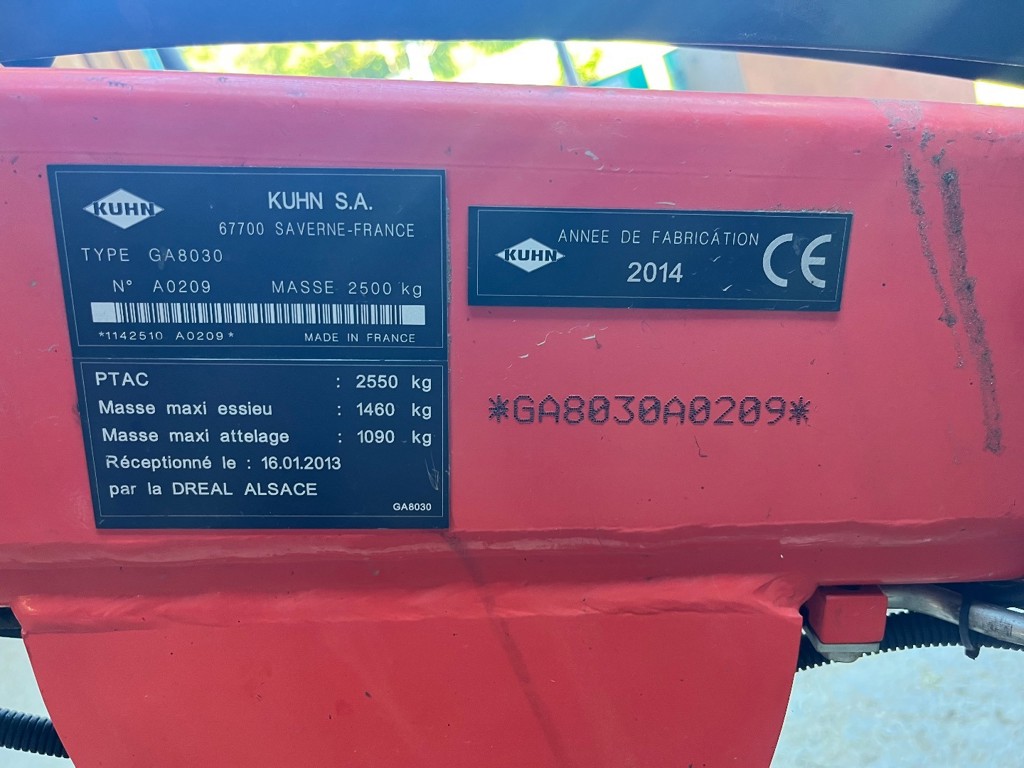 KUHN
KUHN S.A.
67700 SAVERNE-FRANCE
TYPE GA8030
N° A0209 MASSE 2500 kg
*1142510 A0209* MADE IN FRANCE
PTAC : 2550 kg
Masse maxi essieu : 1460 kg
Masse maxi attelage : 1090 kg
Réceptionné le : 16.01.2013
par la DREAL ALSACE
GA8030
KUHN
ANNEE DE FABRICATION
2014
CE
*GA8030A0209*